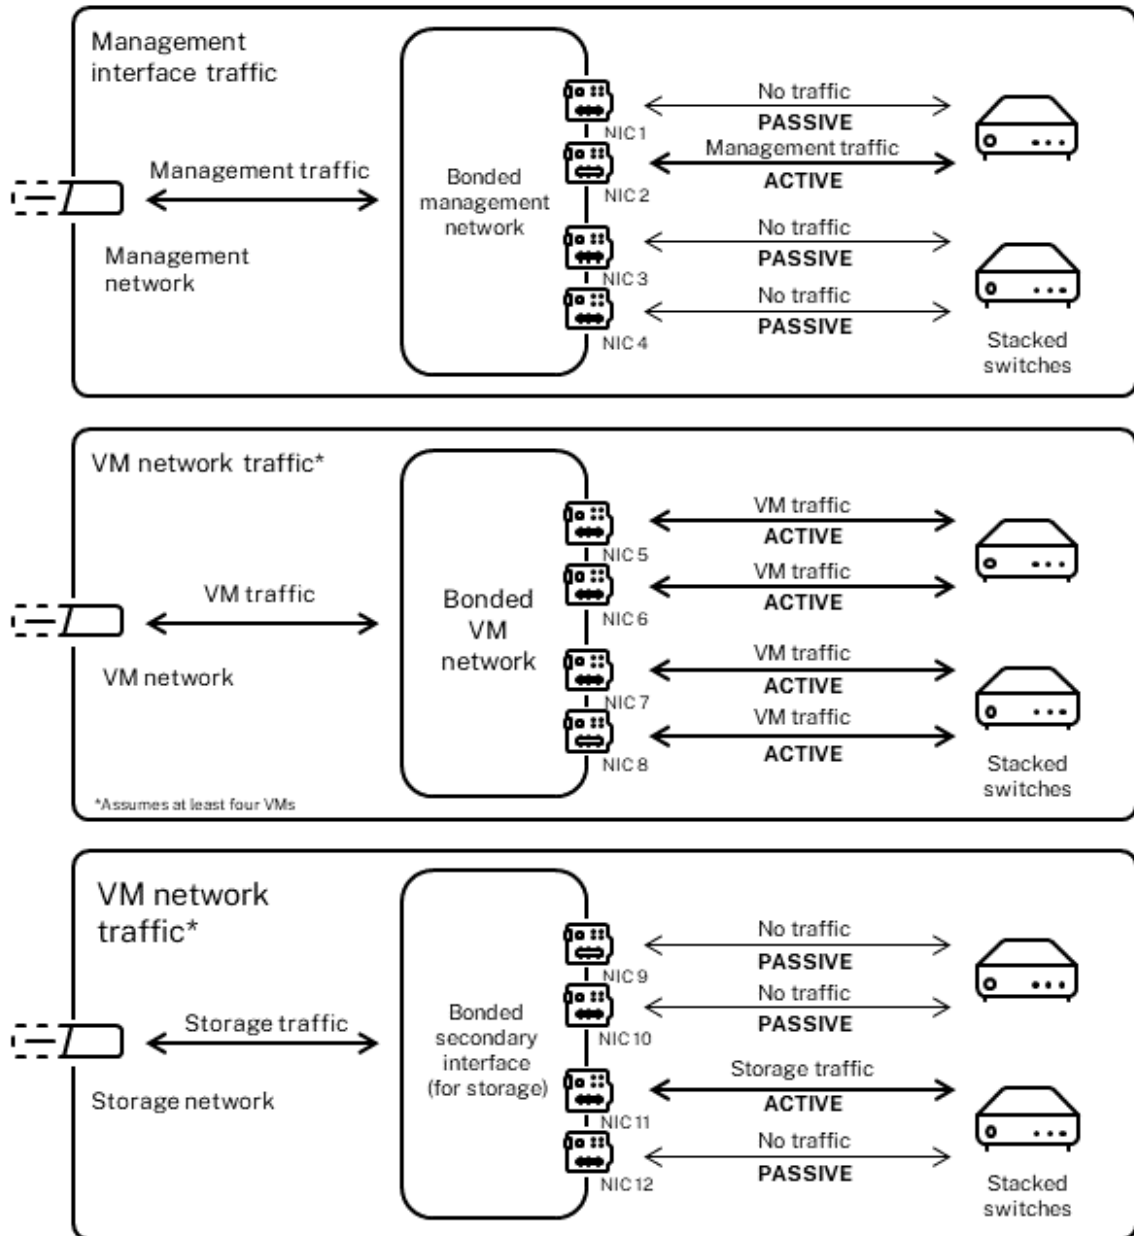 Management
interface traffic
No traffic
PASSIVE
NIC 1
Management traffic
ACTIVE
NIC 2
Management traffic
Bonded
management
network
Management
network
No traffic
PASSIVE
NIC 3
No traffic
PASSIVE
NIC 4
Stacked
switches
VM network traffic*
VM traffic
ACTIVE
NIC 5
VM traffic
ACTIVE
NIC 6
VM traffic
Bonded
VM
network
VM network
VM traffic
ACTIVE
NIC 7
VM traffic
ACTIVE
NIC 8
Stacked
switches
*Assumes at least four VMs
VM network
traffic*
No traffic
PASSIVE
NIC 9
No traffic
PASSIVE
NIC 10
Storage traffic
Bonded
secondary
interface
(for storage)
Storage network
Storage traffic
ACTIVE
NIC 11
No traffic
PASSIVE
NIC 12
Stacked
switches